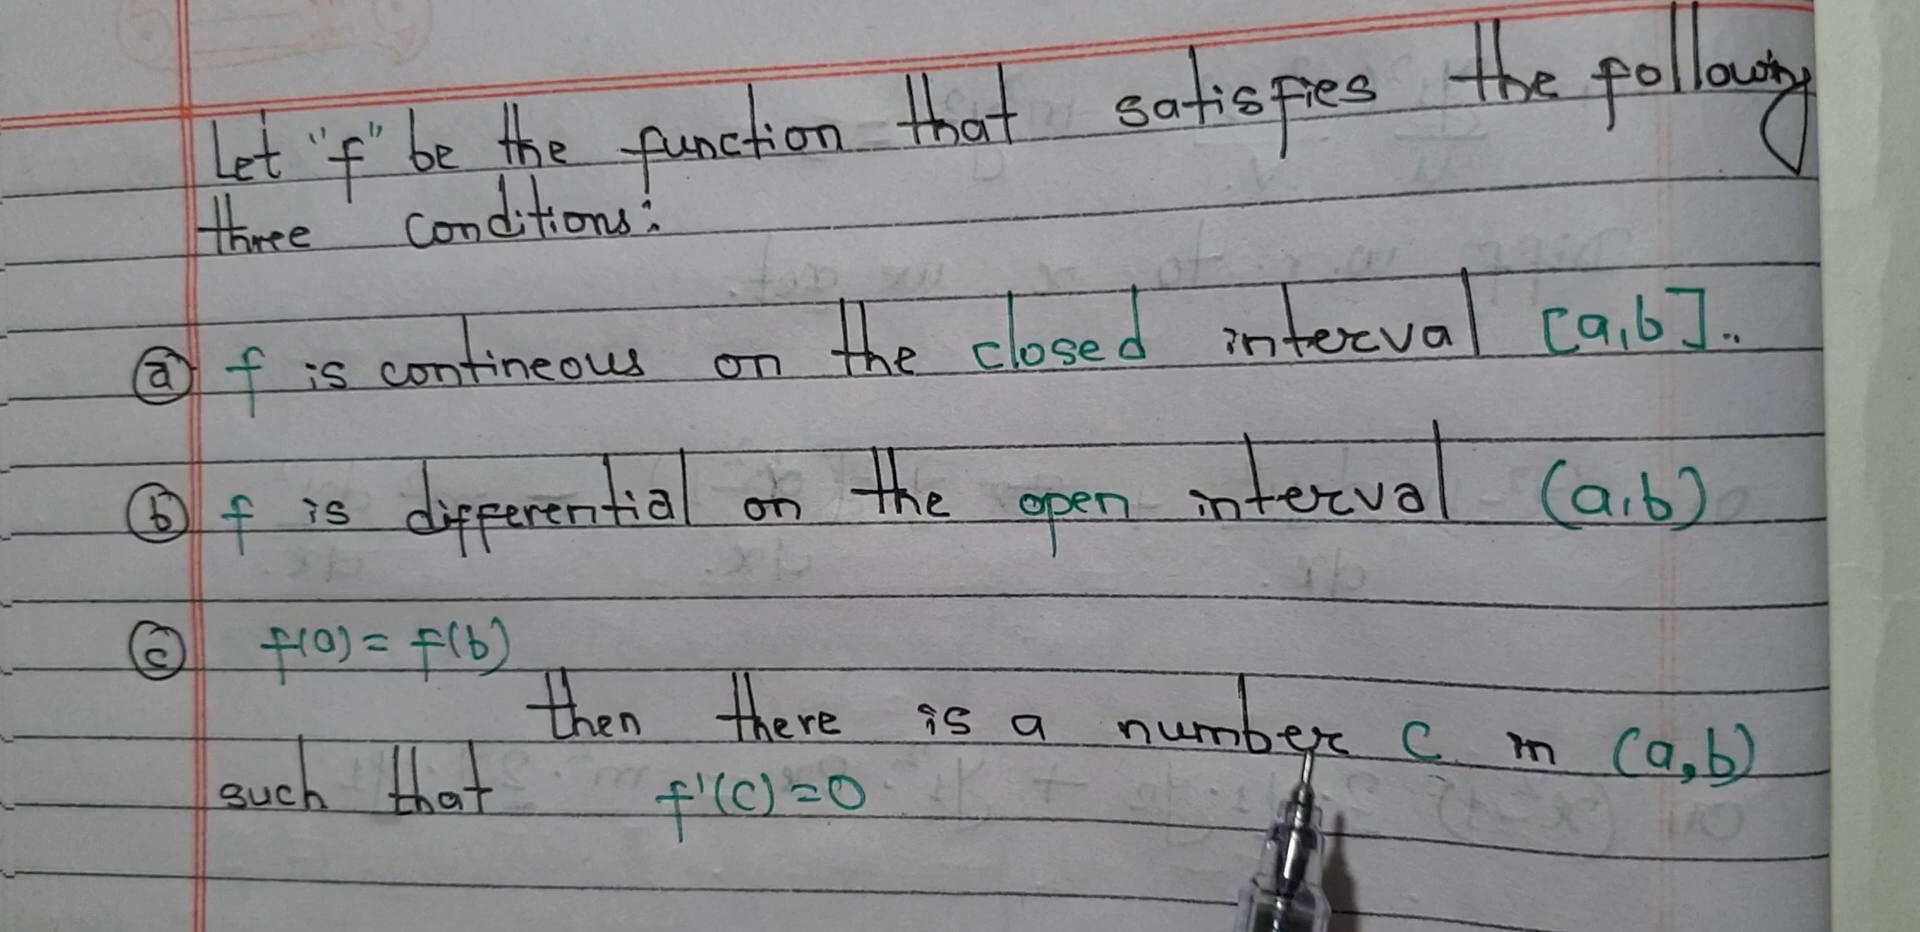 Let "f" be the function that satisfies the following
three conditions:
ⓐ f is contineous on the closed interval [a,b]..
ⓑ f is differential on the open interval (a,b)
ⓒ f(a) = f(b)
then there is a number C in (a,b)
such that f'(c) = 0